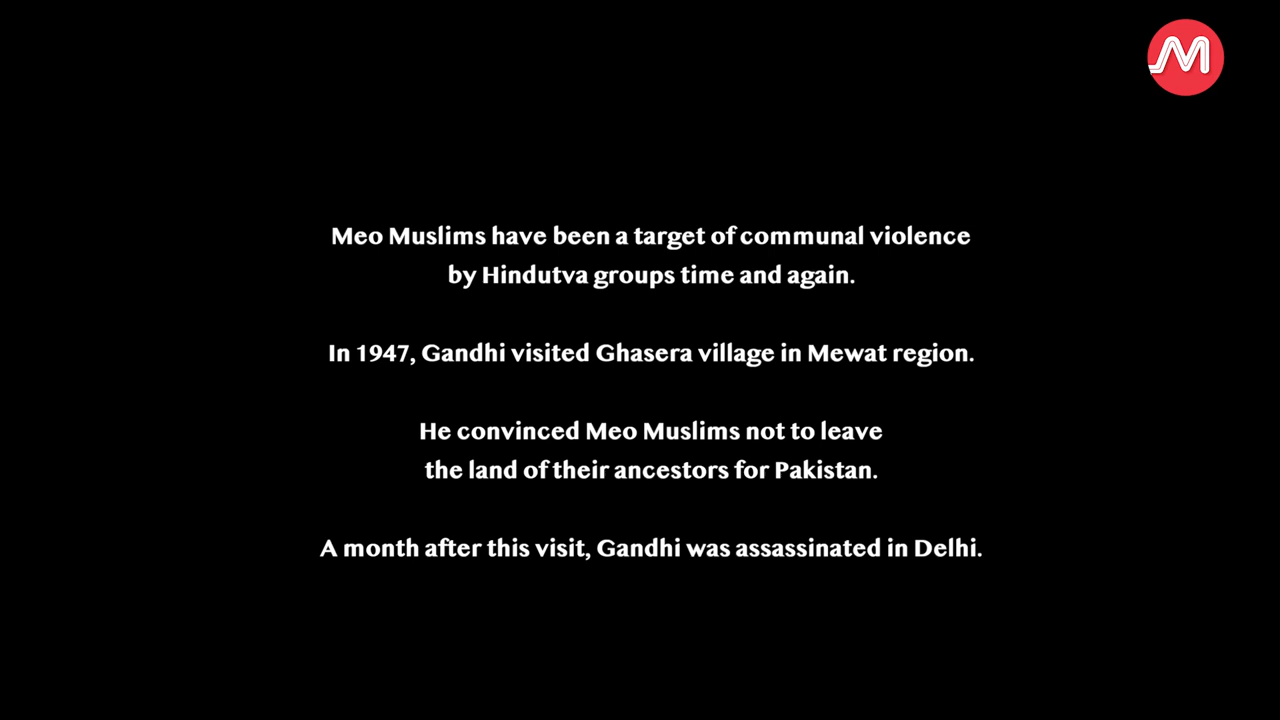 M
Meo Muslims have been a target of communal violence
by Hindutva groups time and again.
In 1947, Gandhi visited Ghasera village in Mewat region.
He convinced Meo Muslims not to leave
the land of their ancestors for Pakistan.
A month after this visit, Gandhi was assassinated in Delhi.